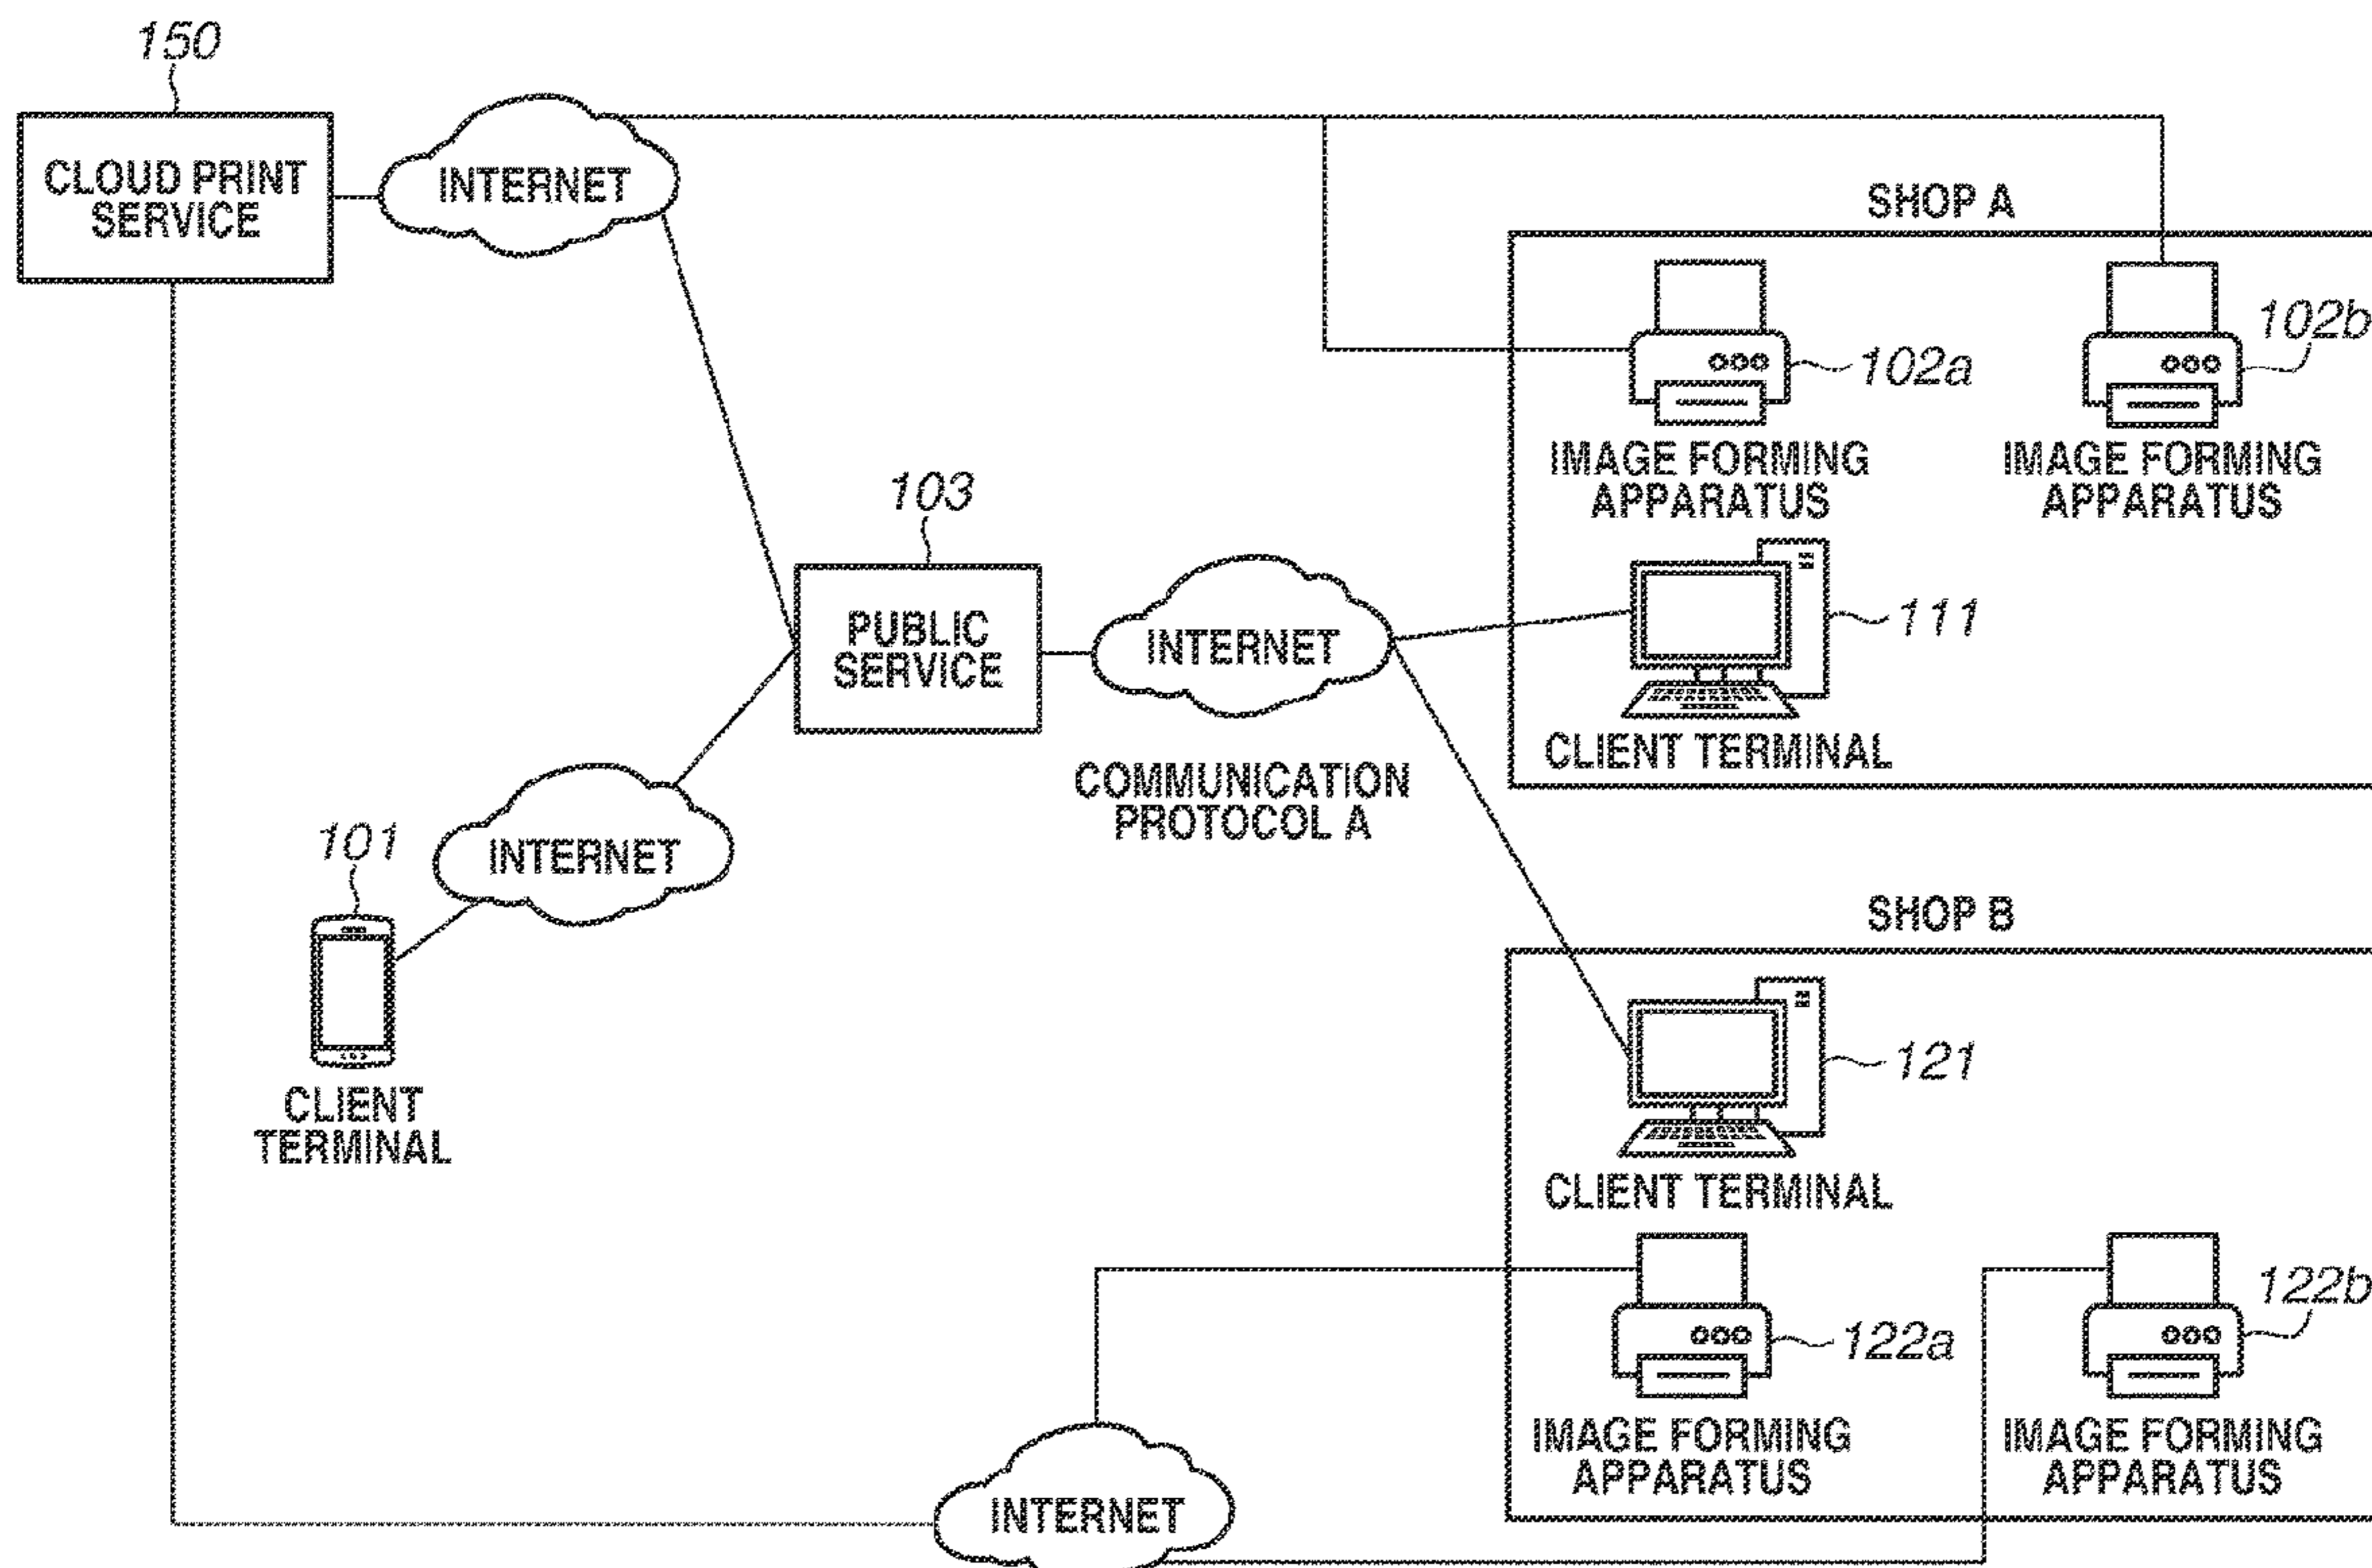 150
CLOUD PRINT
SERVICE
INTERNET
SHOP A
102a
102b
IMAGE FORMING
APPARATUS
IMAGE FORMING
APPARATUS
103
PUBLIC
SERVICE
INTERNET
111
CLIENT TERMINAL
COMMUNICATION
PROTOCOL A
101
INTERNET
CLIENT
TERMINAL
SHOP B
121
CLIENT TERMINAL
122a
122b
IMAGE FORMING
APPARATUS
IMAGE FORMING
APPARATUS
INTERNET